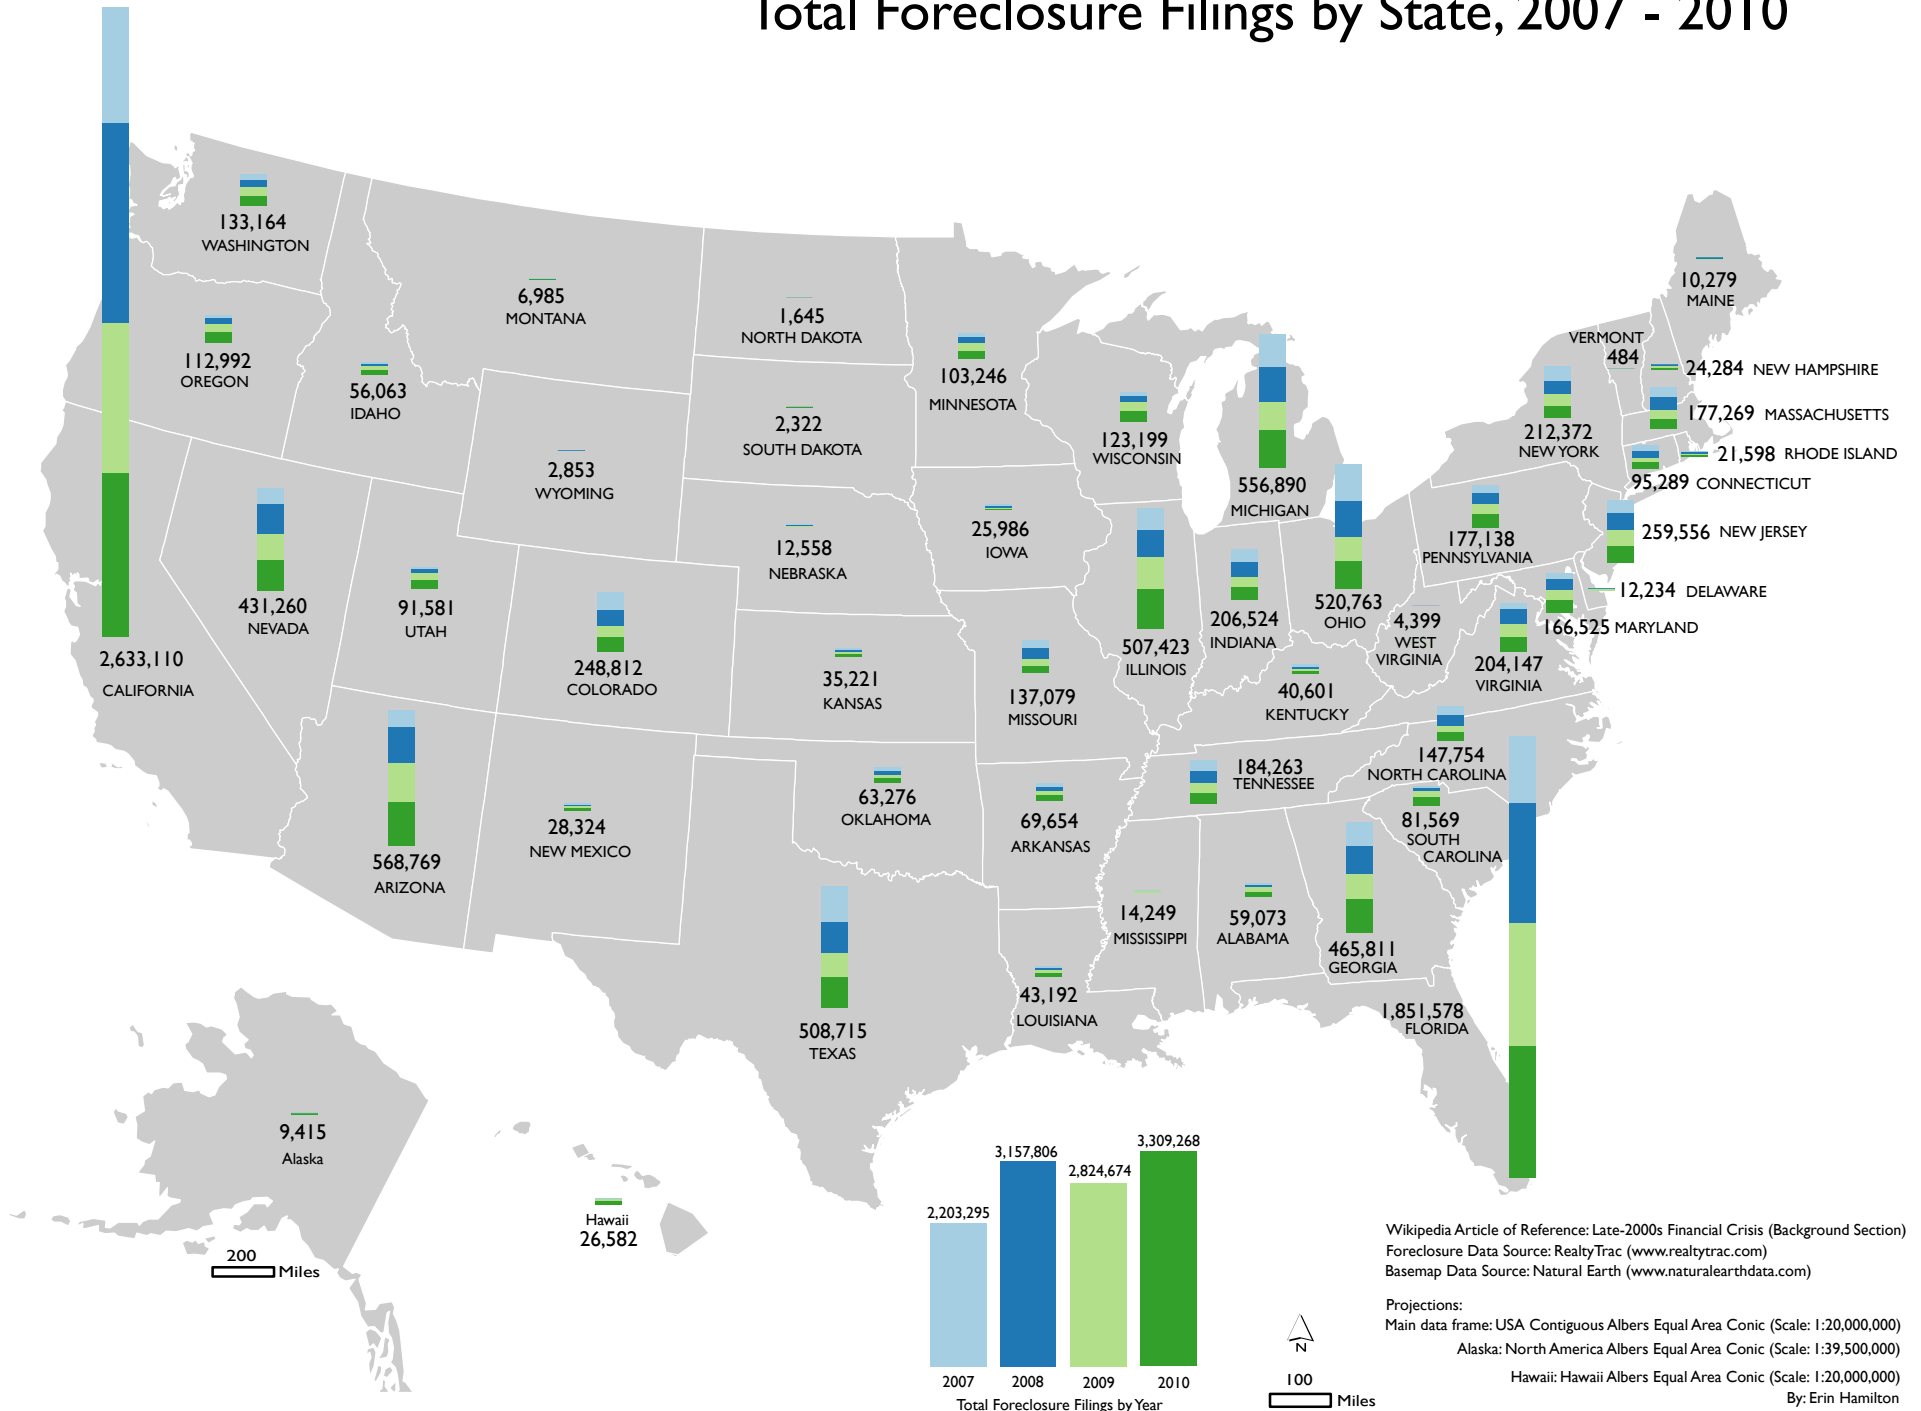 Total Foreclosure Filings by State, 2007 - 2010
133,164
WASHINGTON
112,992
OREGON
56,063
IDAHO
6,985
MONTANA
1,645
NORTH DAKOTA
2,322
SOUTH DAKOTA
2,853
WYOMING
12,558
NEBRASKA
103,246
MINNESOTA
123,199
WISCONSIN
25,986
IOWA
556,890
MICHIGAN
10,279
MAINE
VERMONT
484
24,284 NEW HAMPSHIRE
177,269 MASSACHUSETTS
212,372
NEW YORK
21,598 RHODE ISLAND
95,289 CONNECTICUT
259,556 NEW JERSEY
177,138
PENNSYLVANIA
12,234 DELAWARE
166,525 MARYLAND
2,633,110
CALIFORNIA
431,260
NEVADA
91,581
UTAH
248,812
COLORADO
35,221
KANSAS
137,079
MISSOURI
507,423
ILLINOIS
206,524
INDIANA
520,763
OHIO
4,399
WEST
VIRGINIA
204,147
VIRGINIA
40,601
KENTUCKY
147,754
NORTH CAROLINA
184,263
TENNESSEE
81,569
SOUTH
CAROLINA
568,769
ARIZONA
28,324
NEW MEXICO
63,276
OKLAHOMA
69,654
ARKANSAS
14,249
MISSISSIPPI
59,073
ALABAMA
465,811
GEORGIA
508,715
TEXAS
43,192
LOUISIANA
1,851,578
FLORIDA
9,415
Alaska
200
Miles
Hawaii
26,582
2,203,295
3,157,806
2,824,674
3,309,268
2007 2008 2009 2010
Total Foreclosure Filings by Year
N
100
Miles
Wikipedia Article of Reference: Late-2000s Financial Crisis (Background Section)
Foreclosure Data Source: RealtyTrac (www.realtytrac.com)
Basemap Data Source: Natural Earth (www.naturalearthdata.com)
Projections:
Main data frame: USA Contiguous Albers Equal Area Conic (Scale: 1:20,000,000)
Alaska: North America Albers Equal Area Conic (Scale: 1:39,500,000)
Hawaii: Hawaii Albers Equal Area Conic (Scale: 1:20,000,000)
By: Erin Hamilton